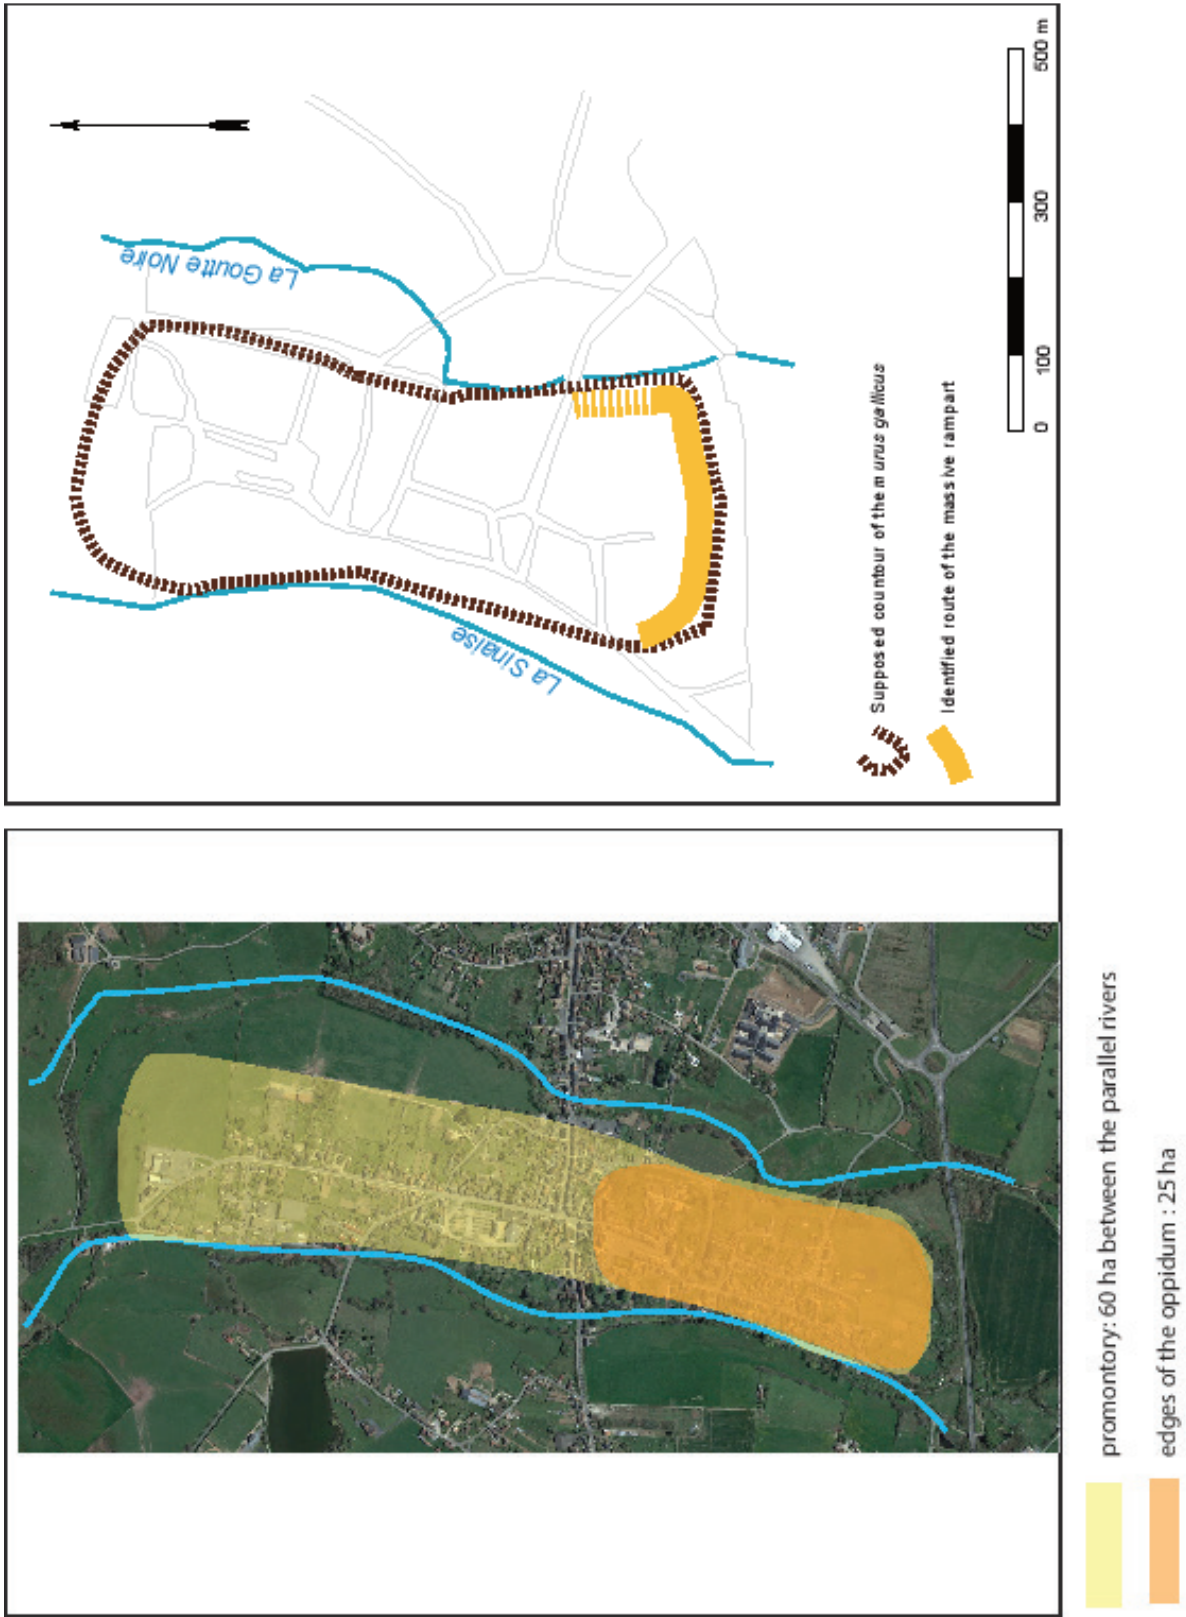 La Goutte Noire
La Sinaise
Supposed countour of the m urus gallicus
Identified route of the massive rampart
0 100 300 500 m
promontory: 60 ha between the parallel rivers
edges of the oppidum : 25 ha